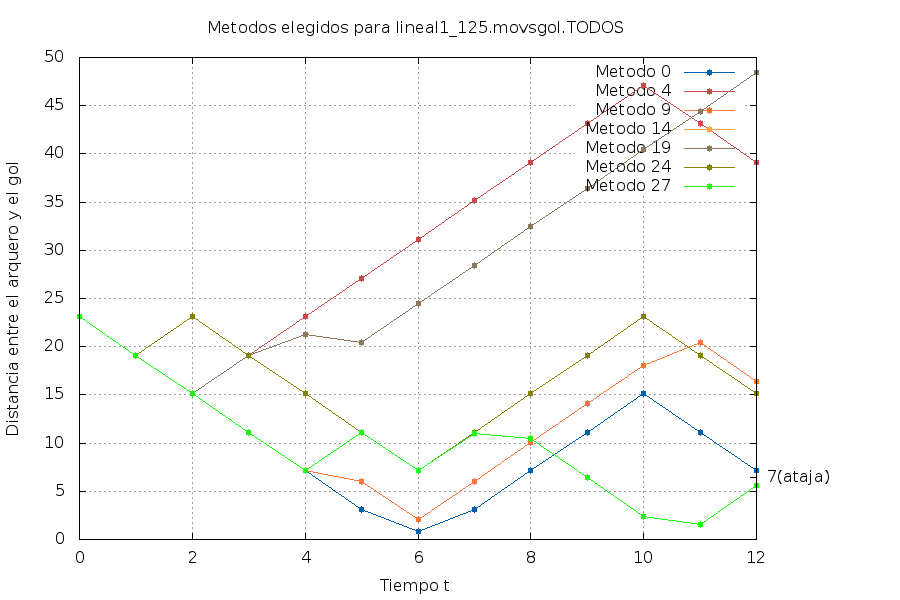 Metodos elegidos para lineal1_125.movsgol.TODOS
Distancia entre el arquero y el gol
50
45
40
35
30
25
20
15
10
5
0
Metodo 0
Metodo 4
Metodo 9
Metodo 14
Metodo 19
Metodo 24
Metodo 27
7(ataja)
0 2 4 6 8 10 12
Tiempo t